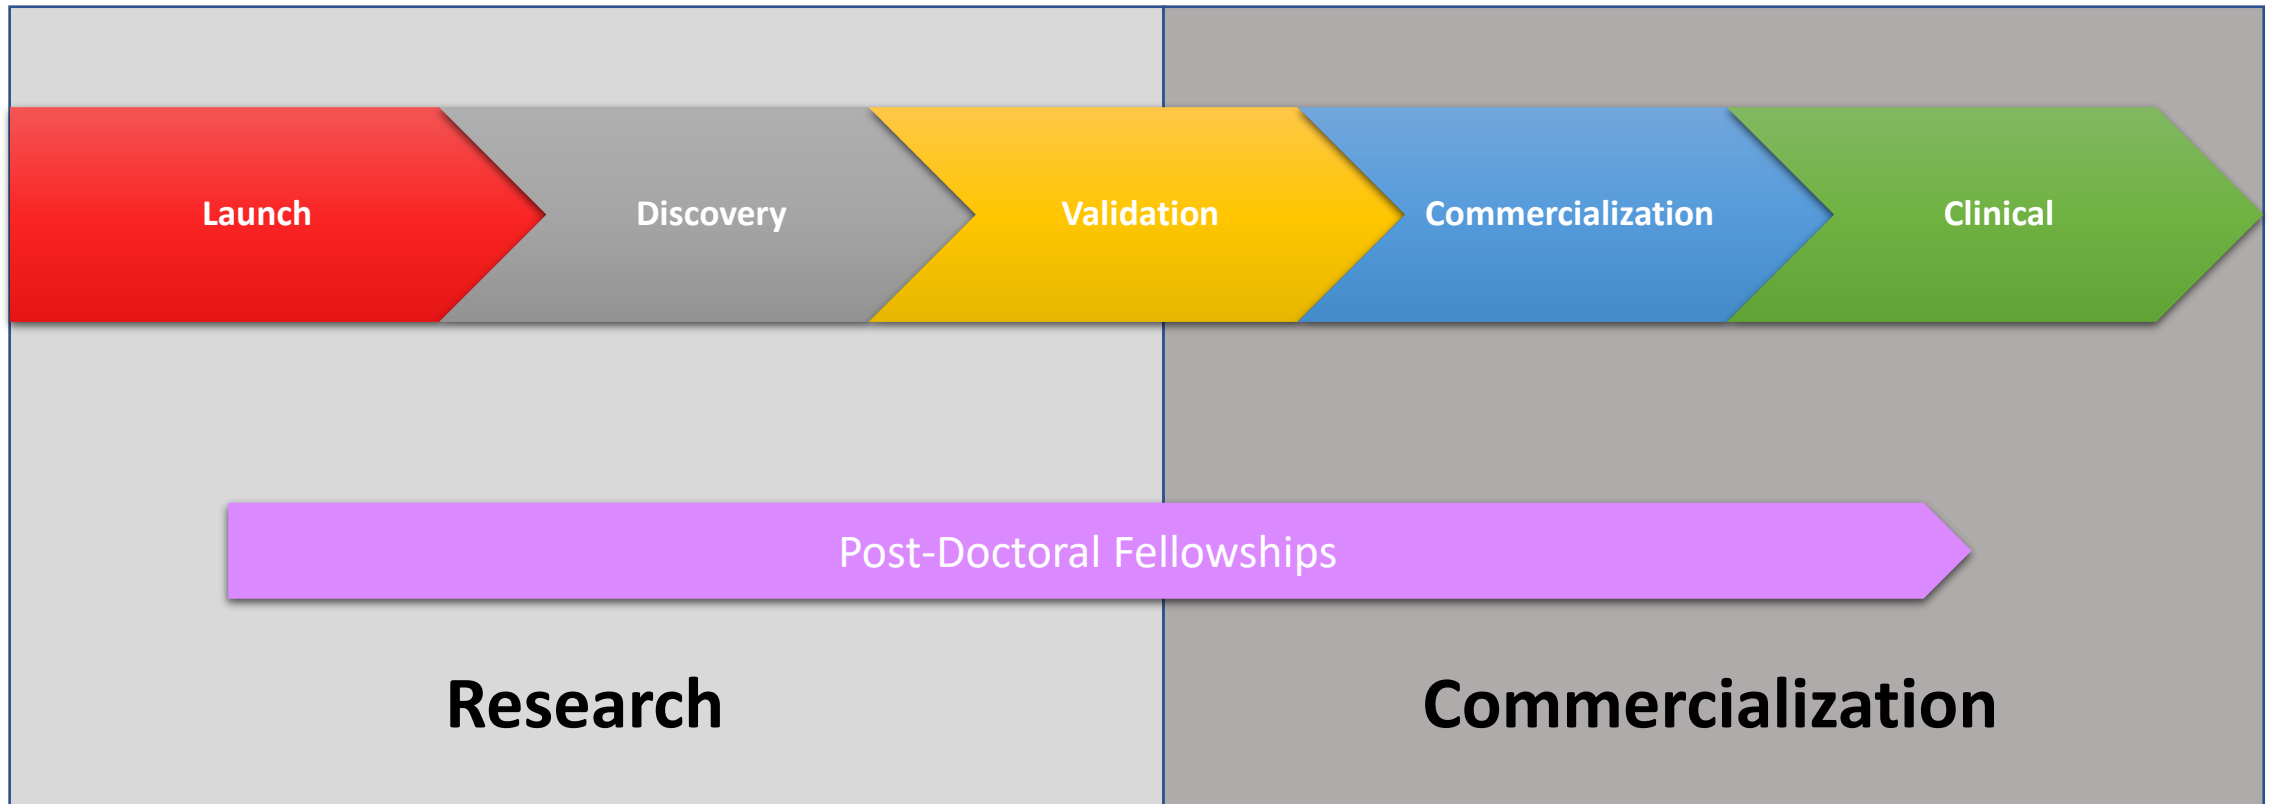 Launch
Discovery
Validation
Commercialization
Clinical
Post-Doctoral Fellowships
Research
Commercialization